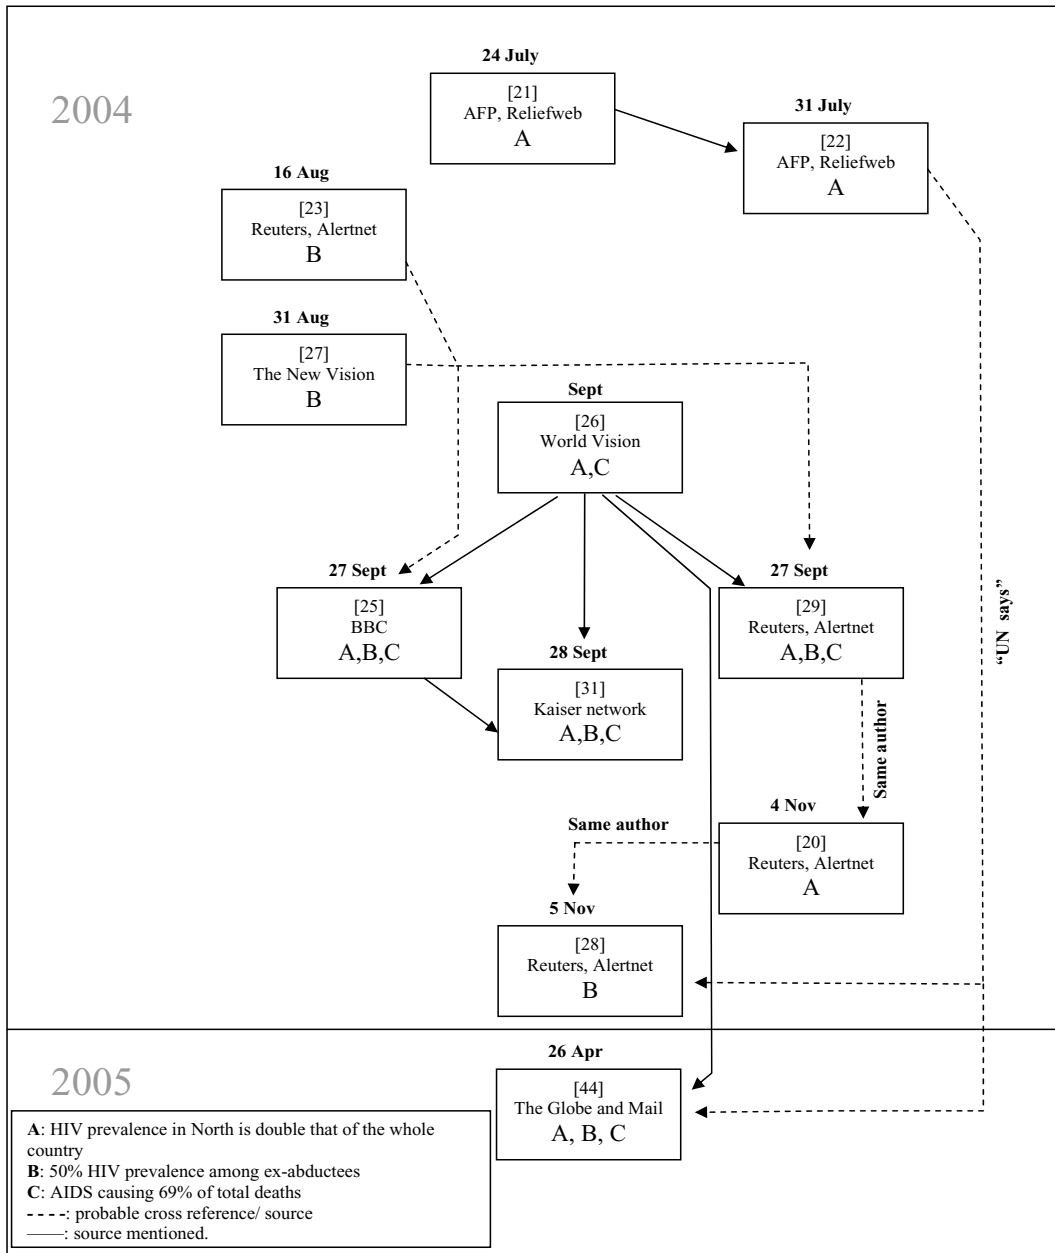 2004
24 July
[21]
AFP, Reliefweb
A
31 July
[22]
AFP, Reliefweb
A
16 Aug
[23]
Reuters, Alertnet
B
31 Aug
[27]
The New Vision
B
Sept
[26]
World Vision
A,C
27 Sept
[25]
BBC
A,B,C
27 Sept
[29]
Reuters, Alertnet
A,B,C
“UN says”
28 Sept
[31]
Kaiser network
A,B,C
Same author
4 Nov
[20]
Reuters, Alertnet
A
Same author
5 Nov
[28]
Reuters, Alertnet
B
2005
26 Apr
[44]
The Globe and Mail
A, B, C
A: HIV prevalence in North is double that of the whole
country
B: 50% HIV prevalence among ex-abductees
C: AIDS causing 69% of total deaths
- - - -: probable cross reference/ source
——: source mentioned.